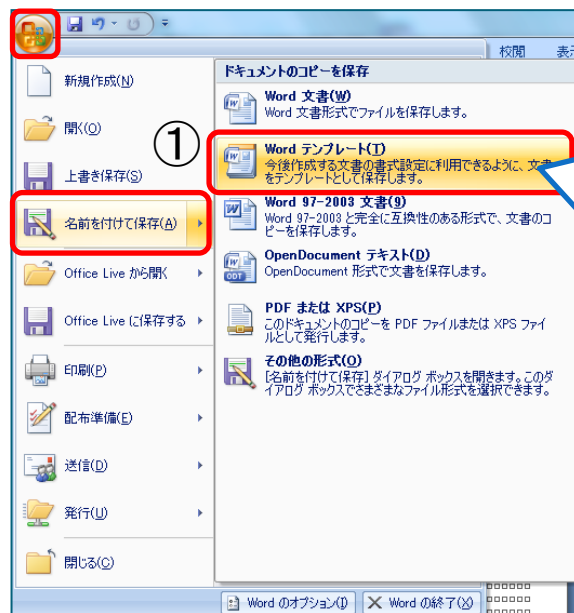 校閲
新規作成(N)
開く(O)
上書き保存(S)
名前を付けて保存(A)
Office Live から開く
Office Live に保存する
印刷(P)
配布準備(E)
送信(D)
発行(U)
閉じる(C)
①
ドキュメントのコピーを保存
Word 文書(W)
Word 文書形式でファイルを保存します。
Word テンプレート(T)
今後作成する文書の書式設定に利用できるように、文書
をテンプレートとして保存します。
Word 97-2003 文書(9)
Word 97-2003 と完全に互換性のある形式で、文書のコ
ピーを保存します。
OpenDocument テキスト(D)
OpenDocument 形式で文書を保存します。
PDF または XPS(P)
このドキュメントのコピーを PDF ファイルまたは XPS ファイ
ルとして発行します。
その他の形式(O)
[名前を付けて保存] ダイアログ ボックスを開きます。このダ
イアログ ボックスでさまざまなファイル形式を選択できます。
Word のオプション(I)
Word の終了(X)